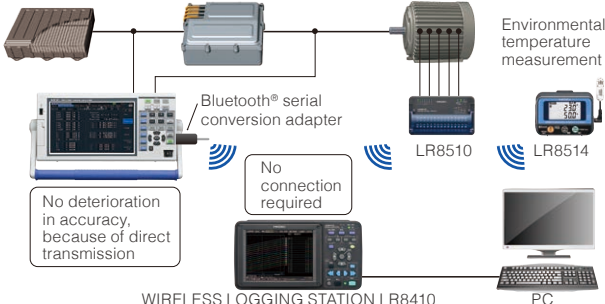 Environmental
temperature
measurement
Bluetooth® serial
conversion adapter
LR8510
LR8514
No deterioration
in accuracy,
because of direct
transmission
No
connection
required
WIRELESS LOGGING STATION LR8410
PC